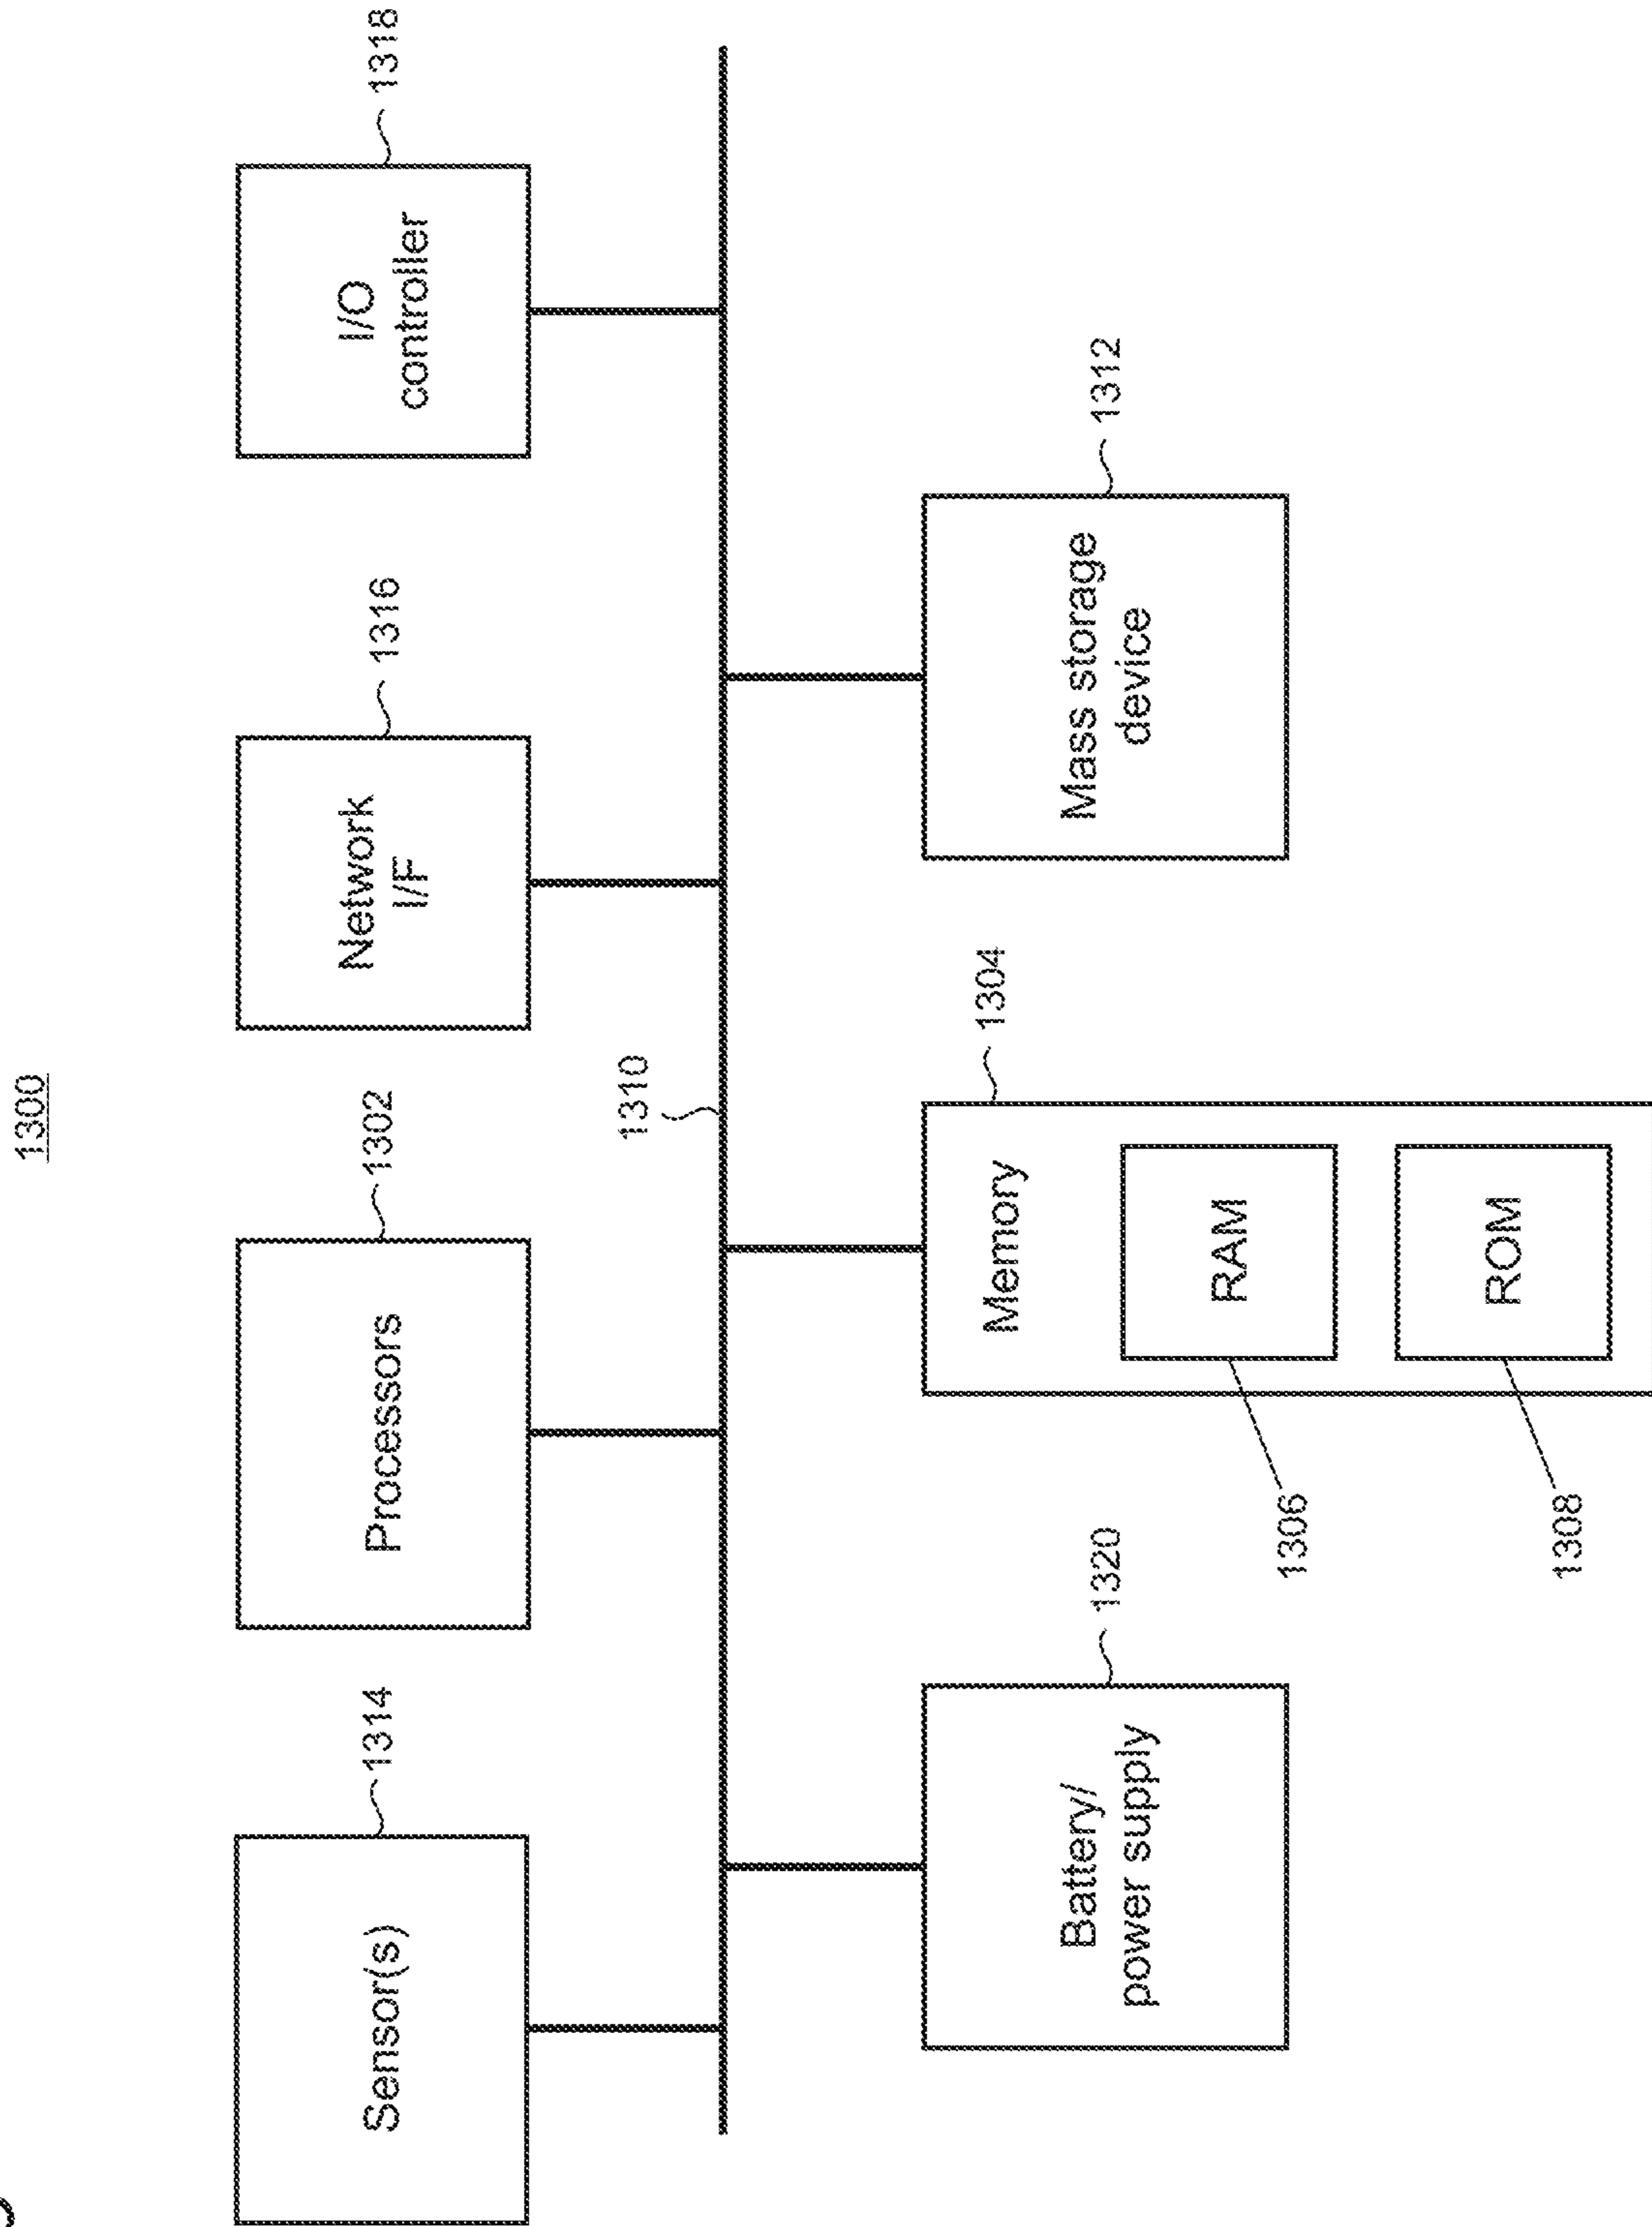 1300
Sensor(s)
1314
Processors
1302
Network
I/F
1316
I/O
controller
1318
1310
Battery/
power supply
1320
Memory
1304
RAM
1306
ROM
1308
Mass storage
device
1312